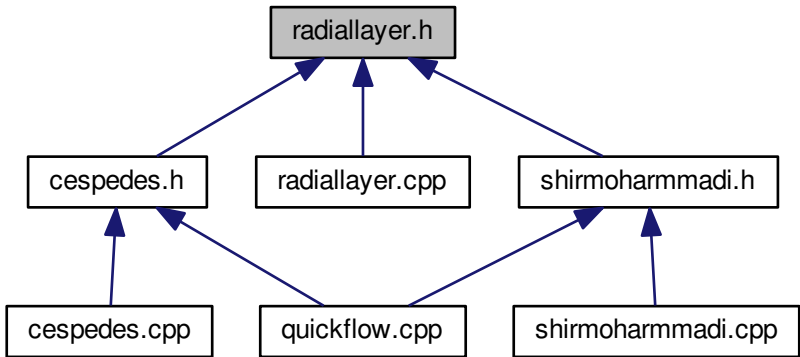 radiallayer.h
cespedes.h
radiallayer.cpp
shirmoharmmadi.h
cespedes.cpp
quickflow.cpp
shirmoharmmadi.cpp